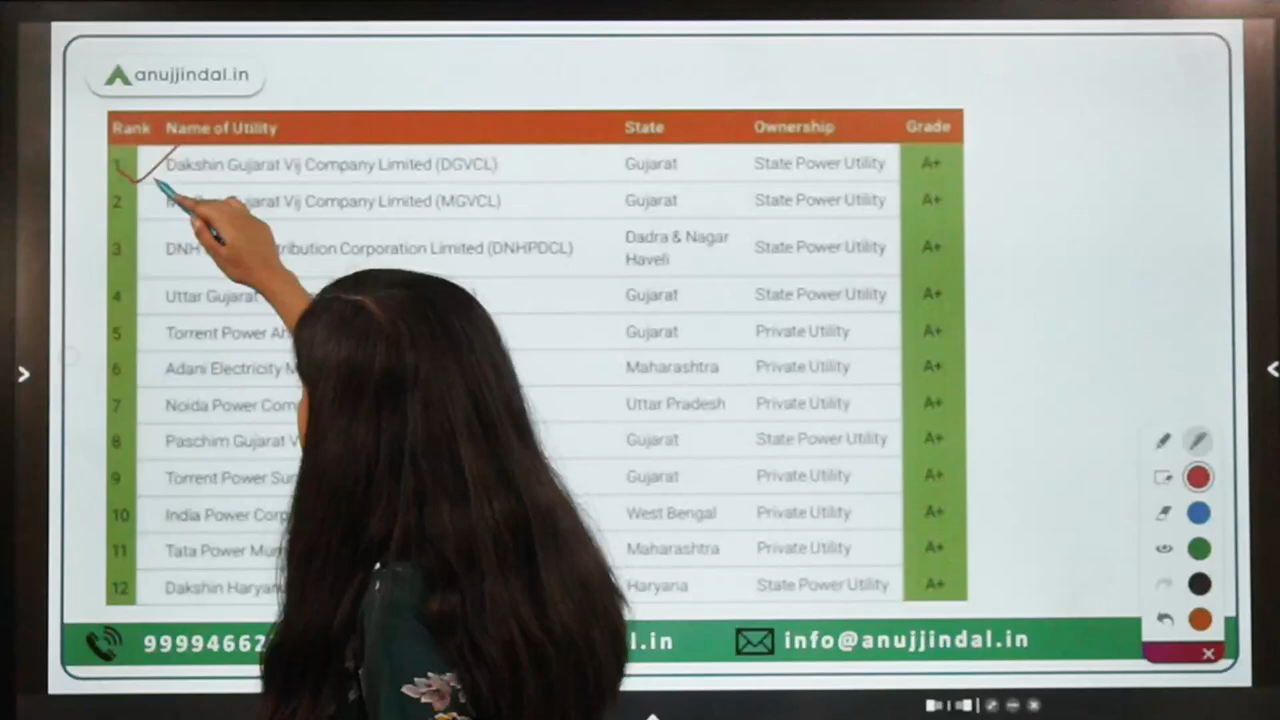 anujjindal.in
Rank Name of Utility State Ownership Grade
1 Dakshin Gujarat Vij Company Limited (DGVCL) Gujarat State Power Utility A+
2 Gujarat Vij Company Limited (MGVCL) Gujarat State Power Utility A+
3 DNH Corporation Limited (DNHPDCL) Dadra & Nagar Haveli State Power Utility A+
4 Uttar Gujarat Gujarat State Power Utility A+
5 Torrent Power Gujarat Private Utility A+
6 Adani Electricity Maharashtra Private Utility A+
7 Noida Power Uttar Pradesh Private Utility A+
8 Paschim Gujarat Gujarat State Power Utility A+
9 Torrent Power Gujarat Private Utility A+
10 India Power West Bengal Private Utility A+
11 Tata Power Maharashtra Private Utility A+
12 Dakshin Haryana State Power Utility A+
99994662 l.in info@anujjindal.in